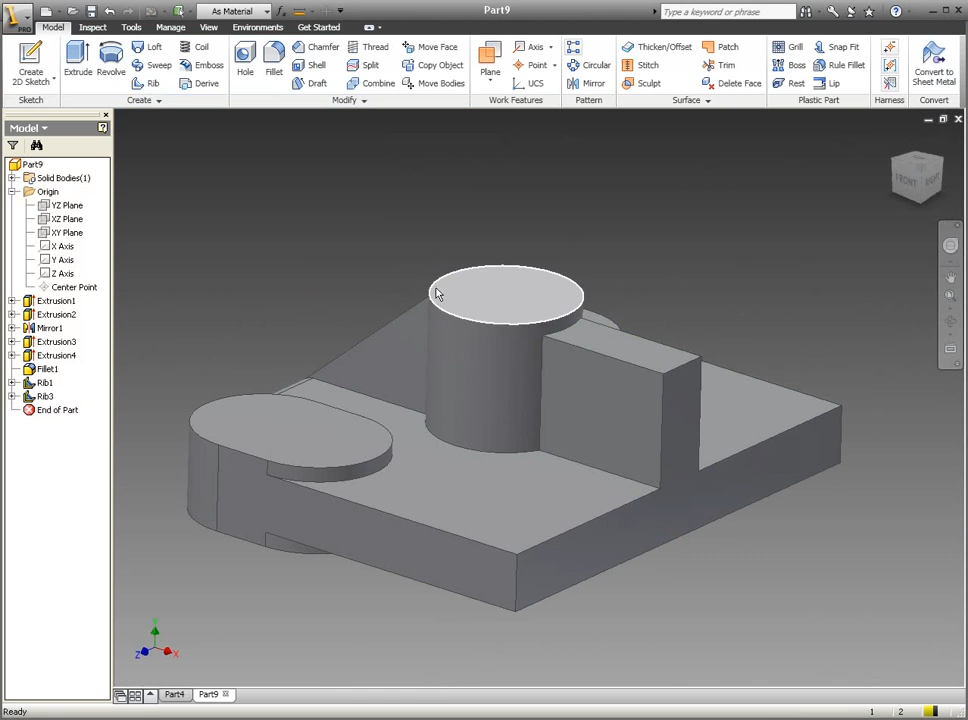 As Material
Part9
Type a keyword or phrase
PRO
Model Inspect Tools Manage View Environments Get Started
Create
2D Sketch
Extrude
Revolve
Loft
Sweep
Rib
Coil
Emboss
Derive
Hole
Fillet
Chamfer
Shell
Draft
Thread
Split
Combine
Move Face
Copy Object
Move Bodies
Plane
Axis
Point
UCS
Circular
Mirror
Thicken/Offset
Stitch
Sculpt
Patch
Trim
Delete Face
Grill
Boss
Rest
Snap Fit
Rule Fillet
Lip
Convert to
Sheet Metal
Sketch Create Modify Work Features Pattern Surface Plastic Part Harness Convert
Model
Part9
Solid Bodies(1)
Origin
YZ Plane
XZ Plane
XY Plane
X Axis
Y Axis
Z Axis
Center Point
Extrusion1
Extrusion2
Mirror1
Extrusion3
Extrusion4
Fillet1
Rib1
Rib3
End of Part
FRONT RIGHT
Y
Z X
Part4 Part9
Ready 1 2